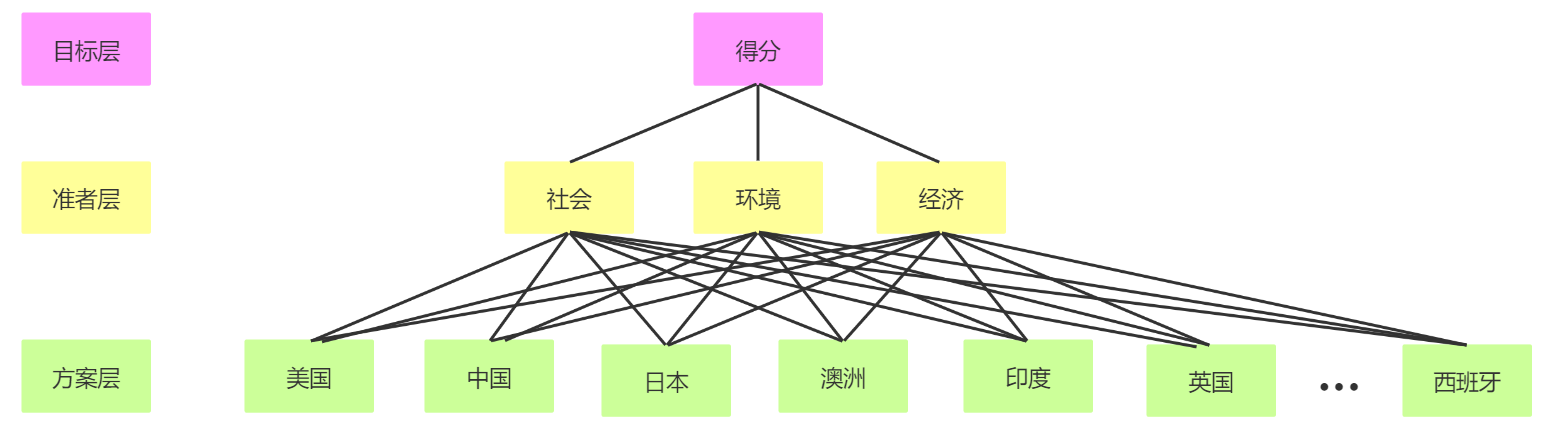 目标层
得分
准者层
社会
环境
经济
方案层
美国
中国
日本
澳洲
印度
英国
...
西班牙